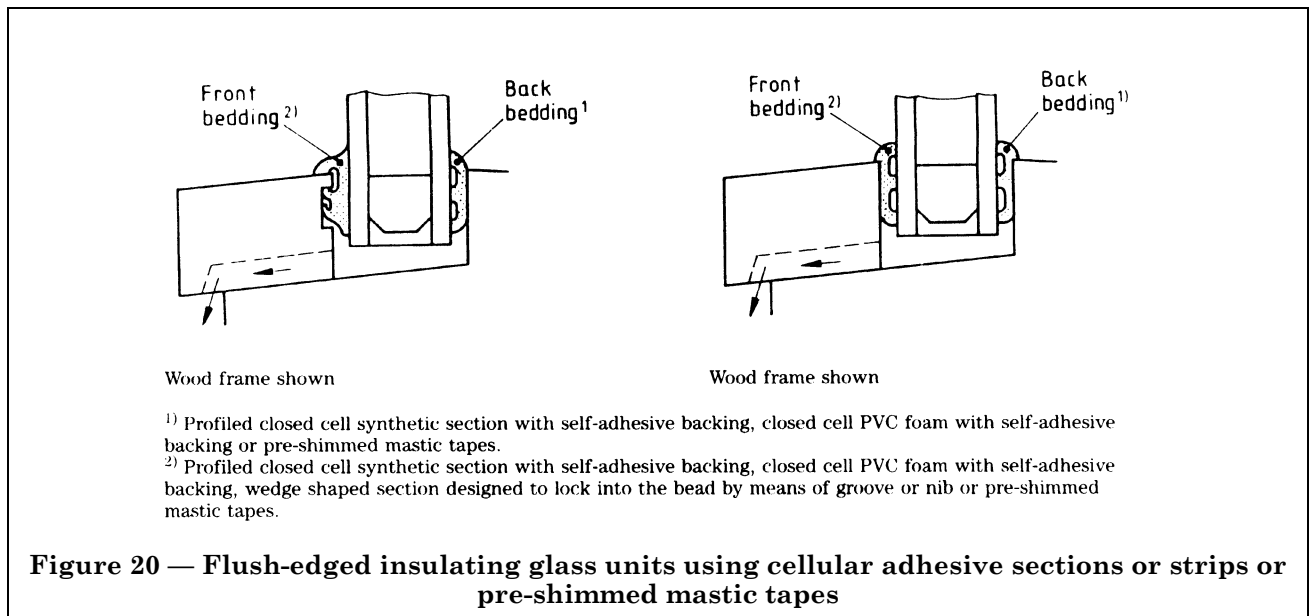 Front
bedding 2)
Back
bedding 1
Front
bedding 2)
Back
bedding 1)
Wood frame shown
Wood frame shown
1) Profiled closed cell synthetic section with self-adhesive backing, closed cell PVC foam with self-adhesive
backing or pre-shimmed mastic tapes.
2) Profiled closed cell synthetic section with self-adhesive backing, closed cell PVC foam with self-adhesive
backing, wedge shaped section designed to lock into the bead by means of groove or nib or pre-shimmed
mastic tapes.
Figure 20 — Flush-edged insulating glass units using cellular adhesive sections or strips or
pre-shimmed mastic tapes